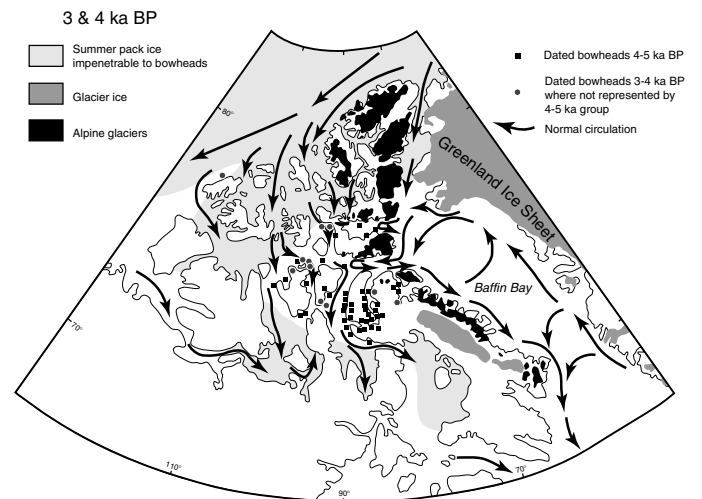 3 & 4 ka BP
Summer pack ice
impenetrable to bowheads
Glacier ice
Alpine glaciers
Dated bowheads 4-5 ka BP
Dated bowheads 3-4 ka BP
where not represented by
4-5 ka group
Normal circulation
80°
Greenland Ice Sheet
Baffin Bay
70°
110°
90°
70°